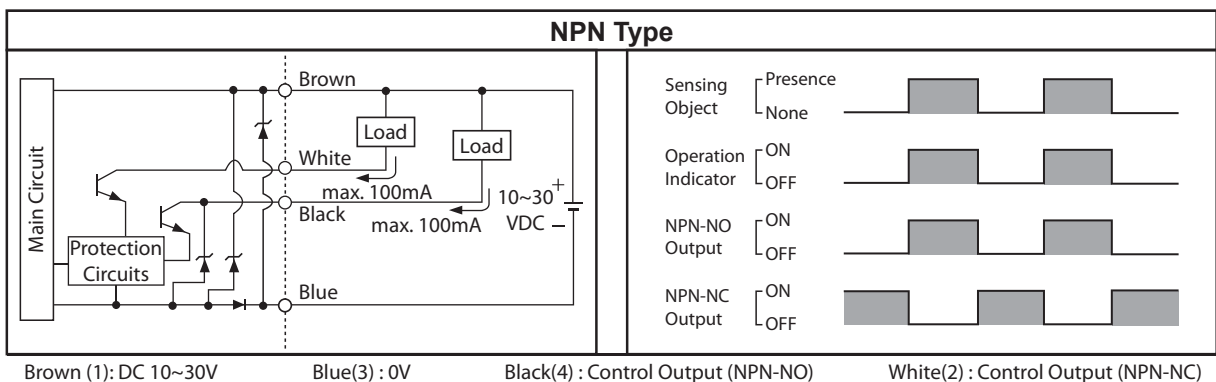 NPN Type
Main Circuit
Protection
Circuits
Brown
White
Black
Blue
Load
Load
max. 100mA
max. 100mA
10~30
VDC
+
−
Sensing
Object
Presence
None
Operation
Indicator
ON
OFF
NPN-NO
Output
ON
OFF
NPN-NC
Output
ON
OFF
Brown (1): DC 10~30V
Blue(3) : 0V
Black(4) : Control Output (NPN-NO)
White(2) : Control Output (NPN-NC)